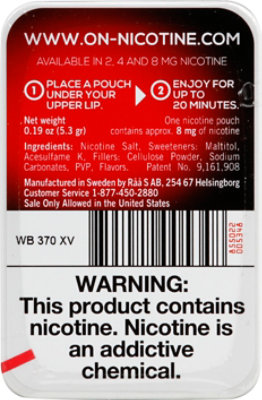 WWW.ON-NICOTINE.COM
AVAILABLE IN 2, 4 AND 8 MG NICOTINE
1 PLACE A POUCH UNDER YOUR UPPER LIP.
2 ENJOY FOR UP TO 20 MINUTES.
Net weight
0.19 oz (5.3 gr)
One nicotine pouch
contains approx. 8 mg of nicotine
Ingredients: Nicotine Salt, Sweeteners: Maltitol,
Acesulfame K, Fillers: Cellulose Powder, Sodium
Carbonates, PVP, Flavors. Patent No. 9,161,908
Manufactured in Sweden by Råå S AB, 254 67 Helsingborg
Customer Service 1-877-450-2880
Sale Only Allowed in the United States
WB 370 XV
855022
005346
WARNING:
This product contains
nicotine. Nicotine is
an addictive
chemical.